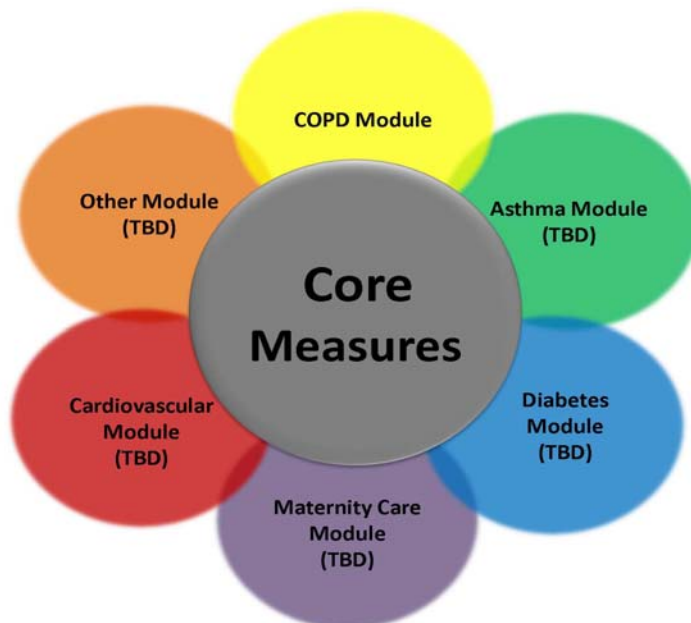 COPD Module
Other Module
(TBD)
Asthma Module
(TBD)
Core
Measures
Cardiovascular
Module
(TBD)
Diabetes
Module
(TBD)
Maternity Care
Module
(TBD)